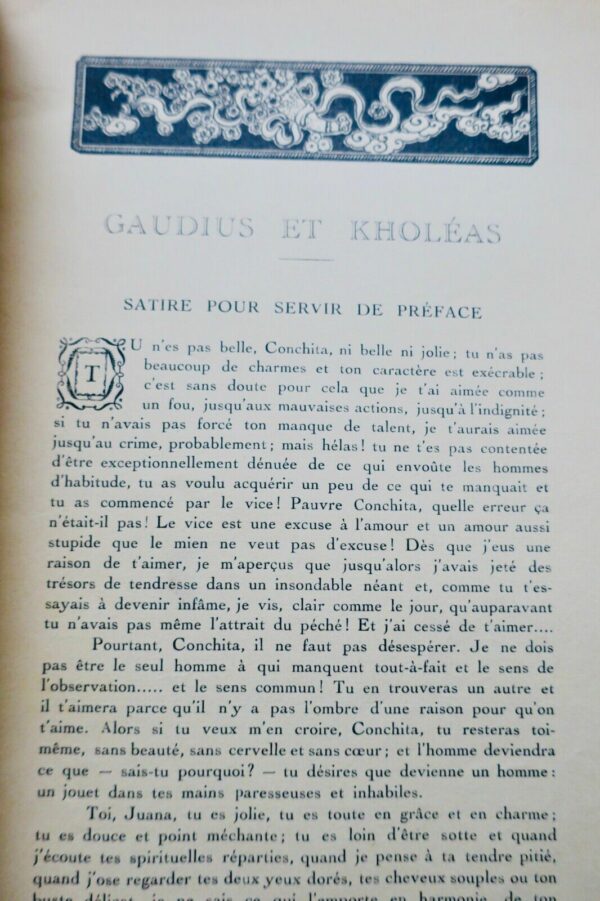 GAUDIUS ET KHOLÉAS
SATIRE POUR SERVIR DE PRÉFACE
TU n'es pas belle, Conchita, ni belle ni jolie ; tu n'as pas
beaucoup de charmes et ton caractère est exécrable ;
c'est sans doute pour cela que je t'ai aimée comme
un fou, jusqu'aux mauvaises actions, jusqu'à l'indignité ;
si tu n'avais pas forcé ton manque de talent, je t'aurais aimée
jusqu'au crime, probablement ; mais hélas ! tu ne t'es pas contentée
d'être exceptionnellement dénuée de ce qui envoûte les hommes
d'habitude, tu as voulu acquérir un peu de ce qui te manquait et
tu as commencé par le vice ! Pauvre Conchita, quelle erreur ça
n'était-il pas ! Le vice est une excuse à l'amour et un amour aussi
stupide que le mien ne veut pas d'excuse ! Dès que j'eus une
raison de t'aimer, je m'aperçus que jusqu'alors j'avais jeté des
trésors de tendresse dans un insondable néant et, comme tu t'es-
sayais à devenir infâme, je vis, clair comme le jour, qu'auparavant
tu n'avais pas même l'attrait du péché ! Et j'ai cessé de t'aimer....
Pourtant, Conchita, il ne faut pas désespérer. Je ne dois
pas être le seul homme à qui manquent tout-à-fait et le sens de
l'observation..... et le sens commun ! Tu en trouveras un autre et
il t'aimera parce qu'il n'y a pas l'ombre d'une raison pour qu'on
t'aime. Alors si tu veux m'en croire, Conchita, tu resteras toi-
même, sans beauté, sans cervelle et sans cœur ; et l'homme deviendra
ce que — sais-tu pourquoi ? — tu désires que devienne un homme :
un jouet dans tes mains paresseuses et inhabiles.
Toi, Juana, tu es jolie, tu es toute en grâce et en charme ;
tu es douce et point méchante ; tu es loin d'être sotte et quand
j'écoute tes spirituelles réparties, quand je pense à ta tendre pitié,
quand j'ose regarder tes deux yeux dorés, tes cheveux souples ou ton
buste délicat, je ne sais ce qui l'emporte en harmonie, de ton